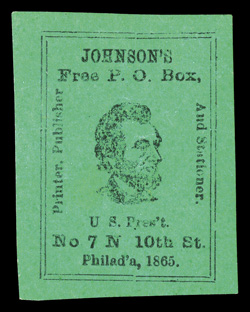 JOHNSON'S
Free P. O. Box,
Printer, Publisher
And Stationer.
U. S. Pres't.
No 7 N 10th St.
Philad'a, 1865.